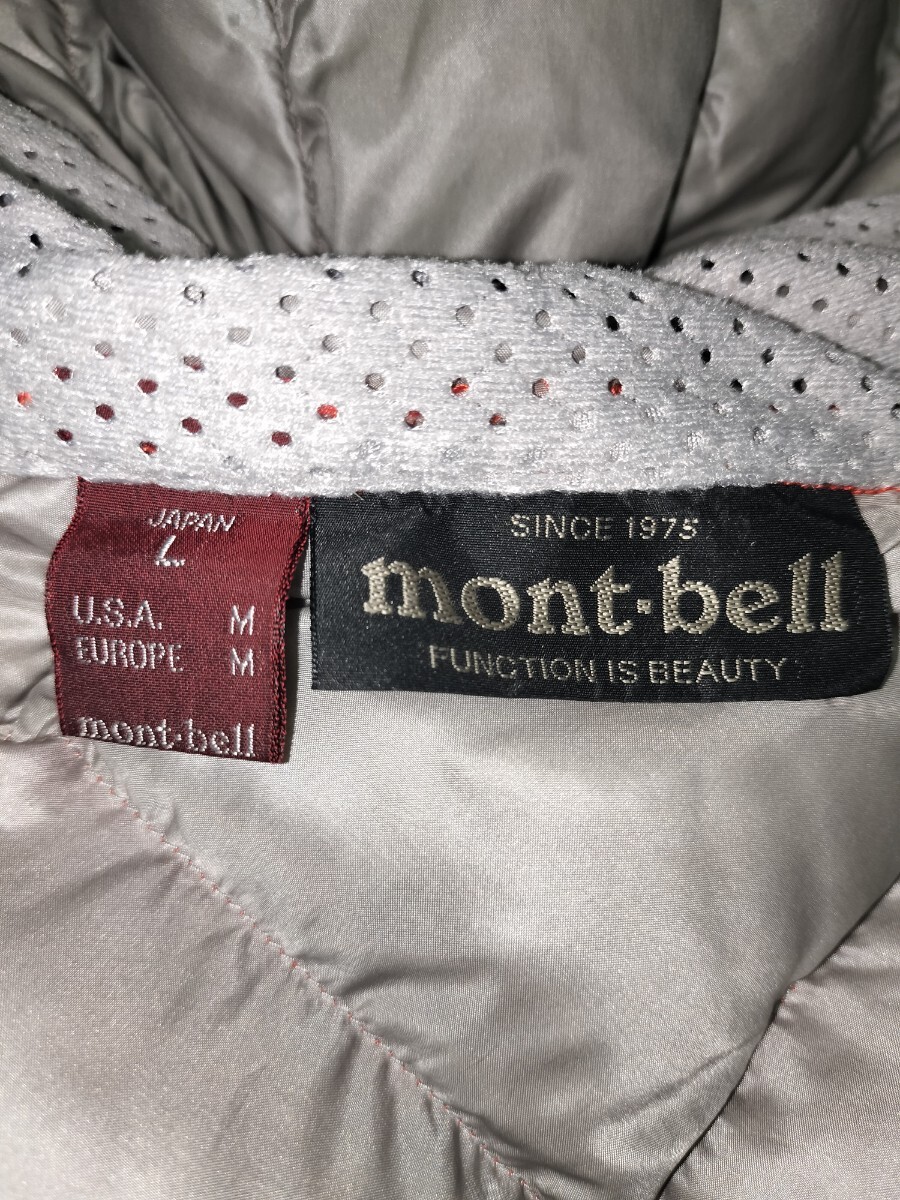 JAPAN
L
U.S.A. M
EUROPE M
mont·bell
SINCE 1975
mont·bell
FUNCTION IS BEAUTY